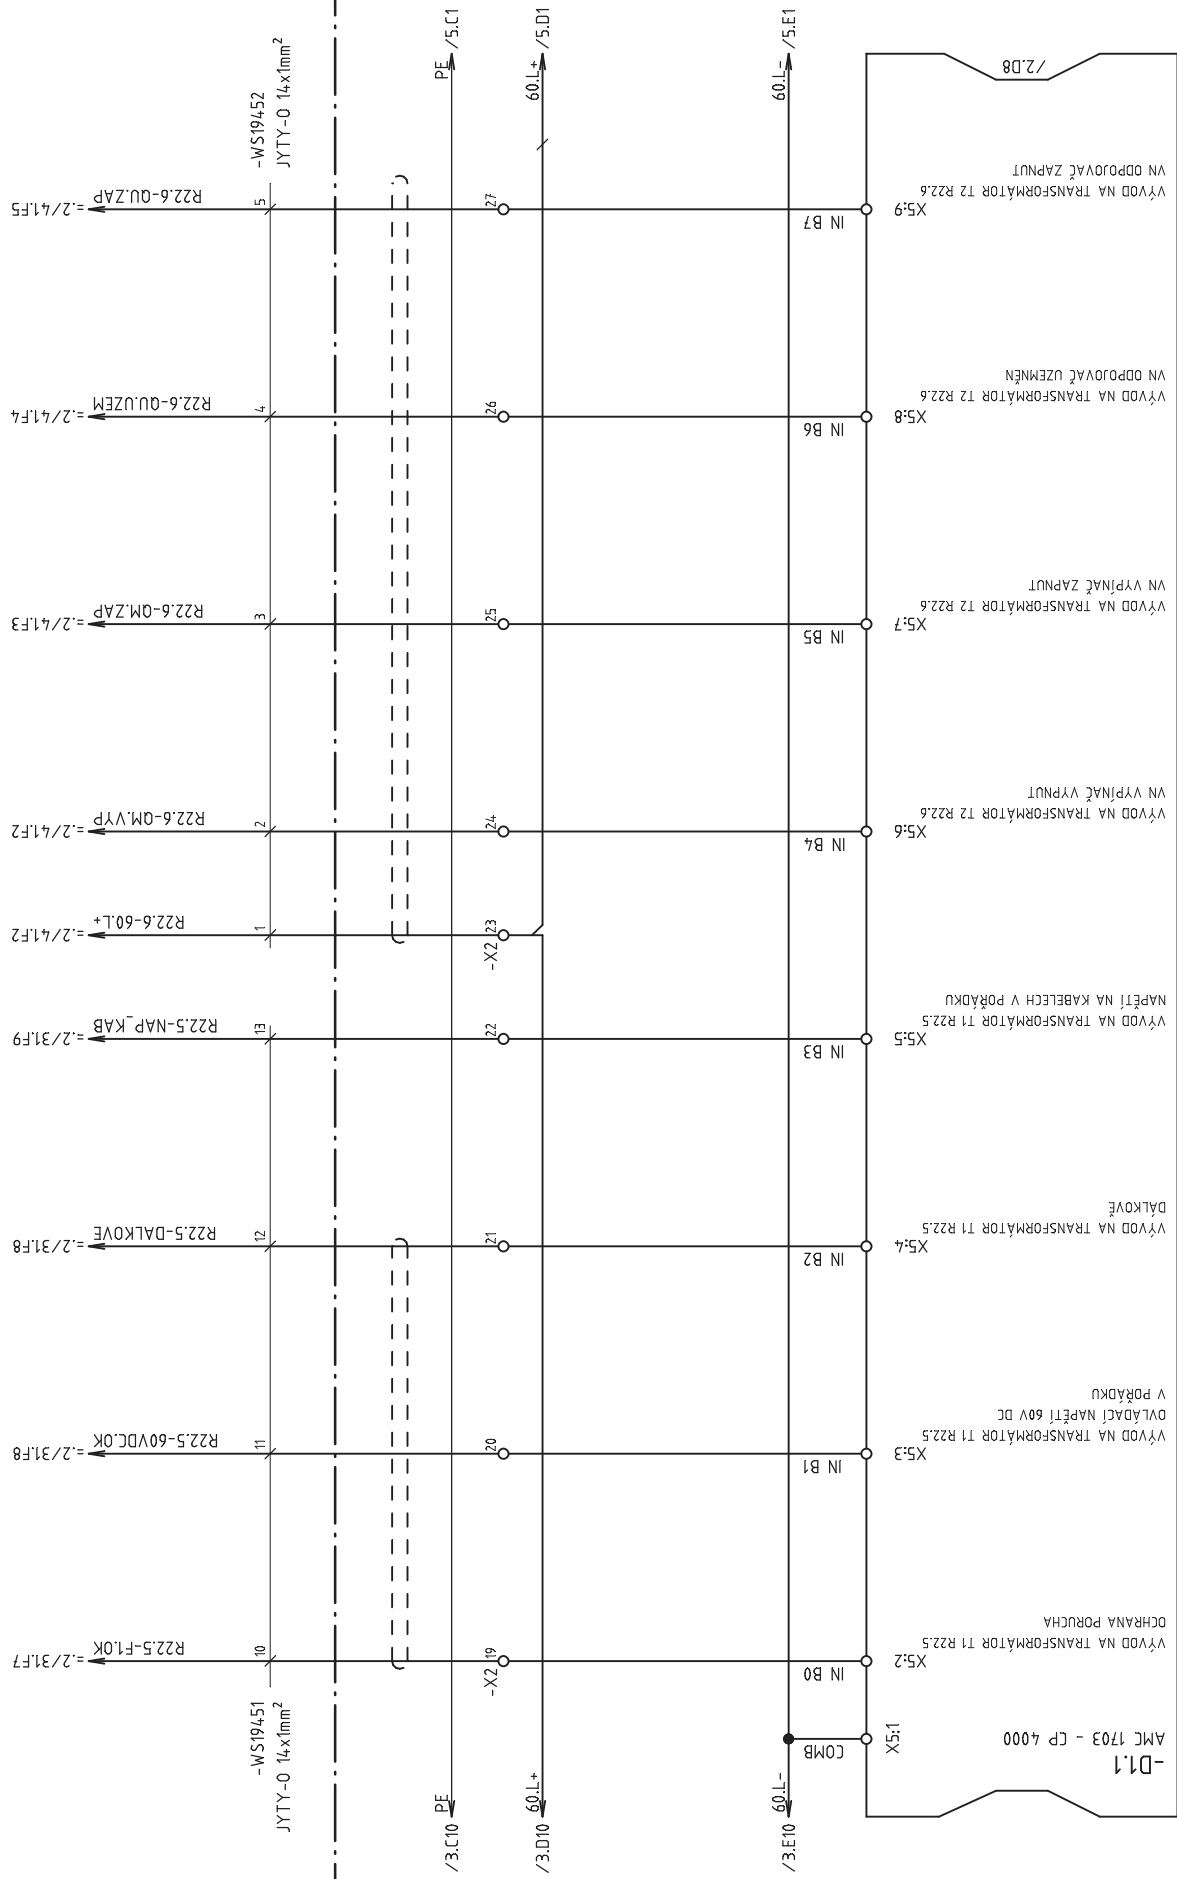 /3.C10
PE
PE
/5.C1
/3.D10
60.L+
60.L+
/5.D1
/3.E10
60.L-
60.L-
/5.E1
-WS19451
JYTY-O 14x1mm²
-WS19452
JYTY-O 14x1mm²
-D1.1
AMC 1703 - CP 4000
/2.D8
X5:1
COMB
=.2/31.F7
R22.5-F1.OK
10
-X2
19
IN B0
X5:2
VÝVOD NA TRANSFORMÁTOR T1 R22.5
OCHRANA PORUCHA
=.2/31.F8
R22.5-60VDC.OK
11
20
IN B1
X5:3
VÝVOD NA TRANSFORMÁTOR T1 R22.5
OVLÁDACÍ NAPĚTÍ 60V DC
V POŘÁDKU
=.2/31.F8
R22.5-DALKOVE
12
21
IN B2
X5:4
VÝVOD NA TRANSFORMÁTOR T1 R22.5
DÁLKOVĚ
=.2/31.F9
R22.5-NAP_KAB
13
22
IN B3
X5:5
VÝVOD NA TRANSFORMÁTOR T1 R22.5
NAPĚTÍ NA KABELECH V POŘÁDKU
=.2/41.F2
R22.6-60.L+
1
-X2
23
=.2/41.F2
R22.6-QM.VYP
2
24
IN B4
X5:6
VÝVOD NA TRANSFORMÁTOR T2 R22.6
VN VYPÍNAČ VYPNUT
=.2/41.F3
R22.6-QM.ZAP
3
25
IN B5
X5:7
VÝVOD NA TRANSFORMÁTOR T2 R22.6
VN VYPÍNAČ ZAPNUT
=.2/41.F4
R22.6-QU.UZEM
4
26
IN B6
X5:8
VÝVOD NA TRANSFORMÁTOR T2 R22.6
VN ODPOJOVAČ UZEMNĚN
=.2/41.F5
R22.6-QU.ZAP
5
27
IN B7
X5:9
VÝVOD NA TRANSFORMÁTOR T2 R22.6
VN ODPOJOVAČ ZAPNUT